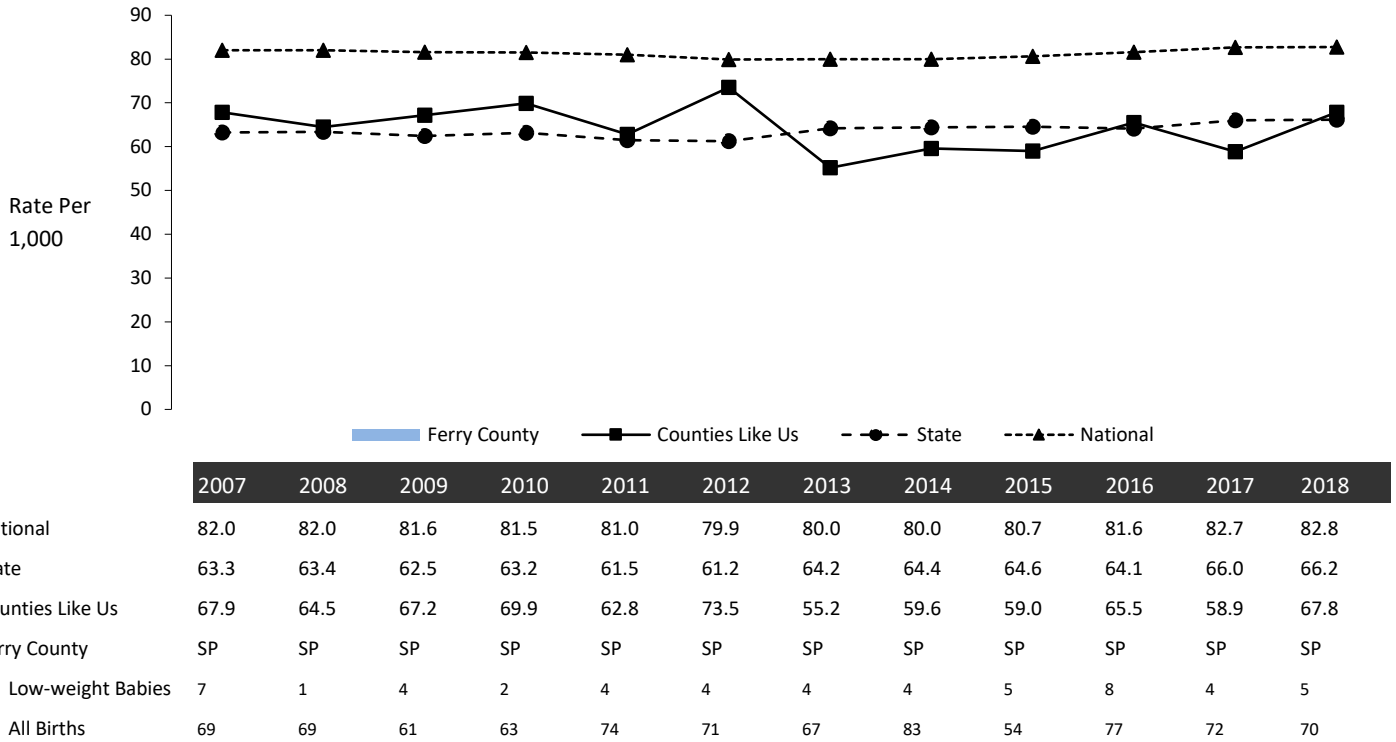 90
80
70
60
50
40
30
20
10
0
Rate Per
1,000
Ferry County Counties Like Us State National
2007 2008 2009 2010 2011 2012 2013 2014 2015 2016 2017 2018
tional 82.0 82.0 81.6 81.5 81.0 79.9 80.0 80.0 80.7 81.6 82.7 82.8
ate 63.3 63.4 62.5 63.2 61.5 61.2 64.2 64.4 64.6 64.1 66.0 66.2
unties Like Us 67.9 64.5 67.2 69.9 62.8 73.5 55.2 59.6 59.0 65.5 58.9 67.8
rry County SP SP SP SP SP SP SP SP SP SP SP SP
Low-weight Babies 7 1 4 2 4 4 4 4 5 8 4 5
All Births 69 69 61 63 74 71 67 83 54 77 72 70